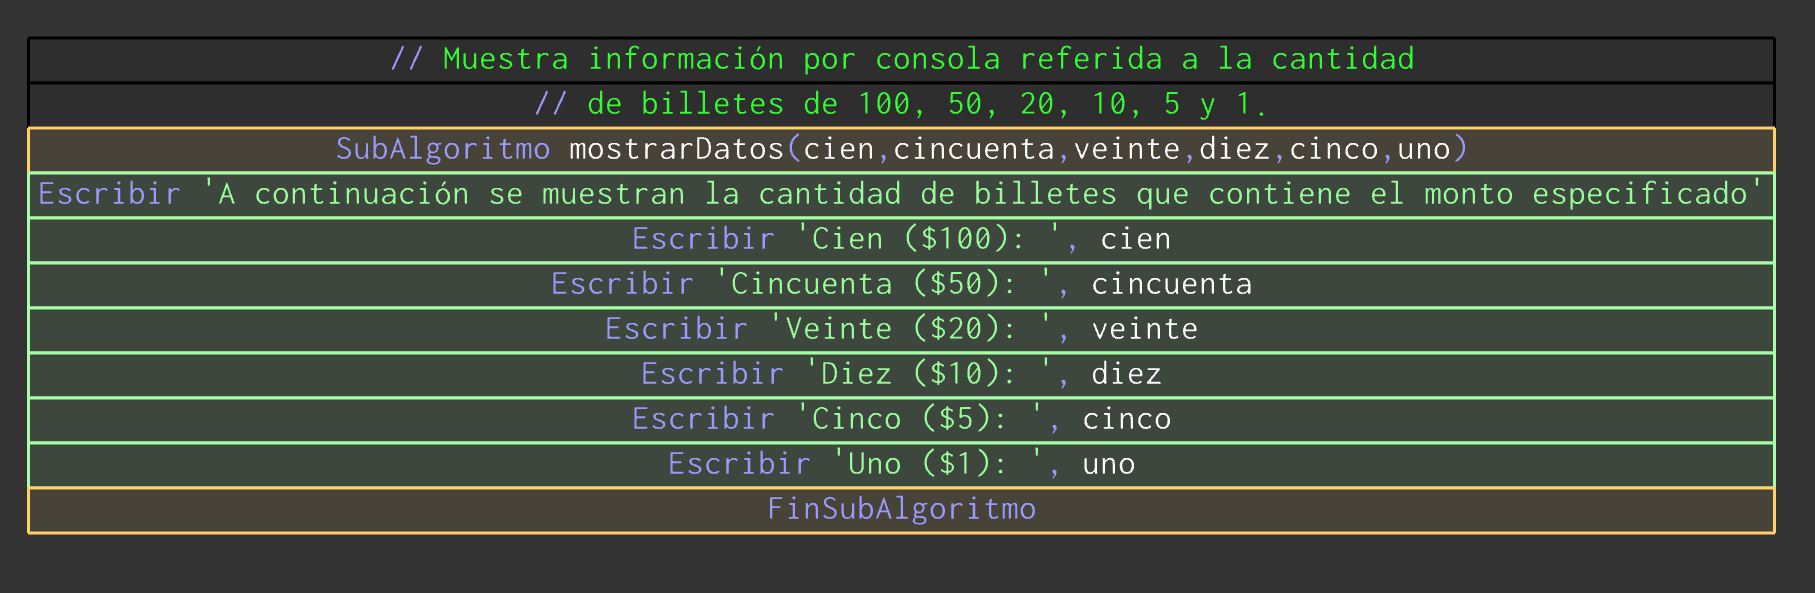 // Muestra información por consola referida a la cantidad
// de billetes de 100, 50, 20, 10, 5 y 1.
SubAlgoritmo mostrarDatos(cien,cincuenta,veinte,diez,cinco,uno)
Escribir 'A continuación se muestran la cantidad de billetes que contiene el monto especificado'
Escribir 'Cien ($100): ', cien
Escribir 'Cincuenta ($50): ', cincuenta
Escribir 'Veinte ($20): ', veinte
Escribir 'Diez ($10): ', diez
Escribir 'Cinco ($5): ', cinco
Escribir 'Uno ($1): ', uno
FinSubAlgoritmo